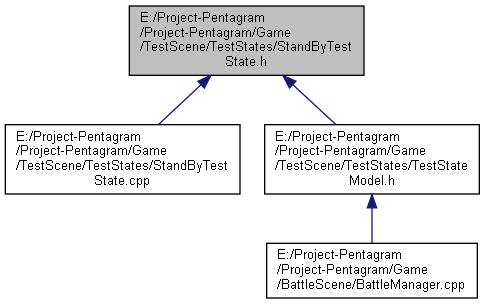 E:/Project-Pentagram
/Project-Pentagram/Game
/TestScene/TestStates/StandByTest
State.h
E:/Project-Pentagram
/Project-Pentagram/Game
/TestScene/TestStates/StandByTest
State.cpp
E:/Project-Pentagram
/Project-Pentagram/Game
/TestScene/TestStates/TestState
Model.h
E:/Project-Pentagram
/Project-Pentagram/Game
/BattleScene/BattleManager.cpp